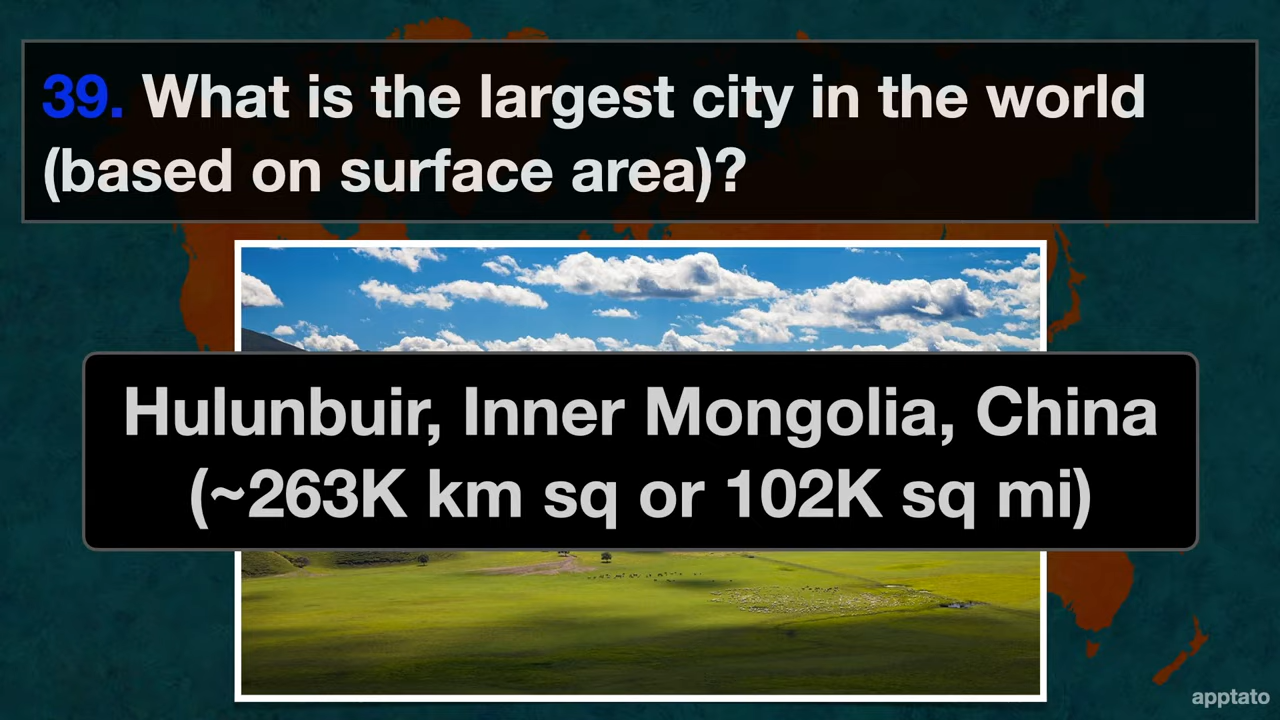 39. What is the largest city in the world
(based on surface area)?
Hulunbuir, Inner Mongolia, China
(~263K km sq or 102K sq mi)
apptato